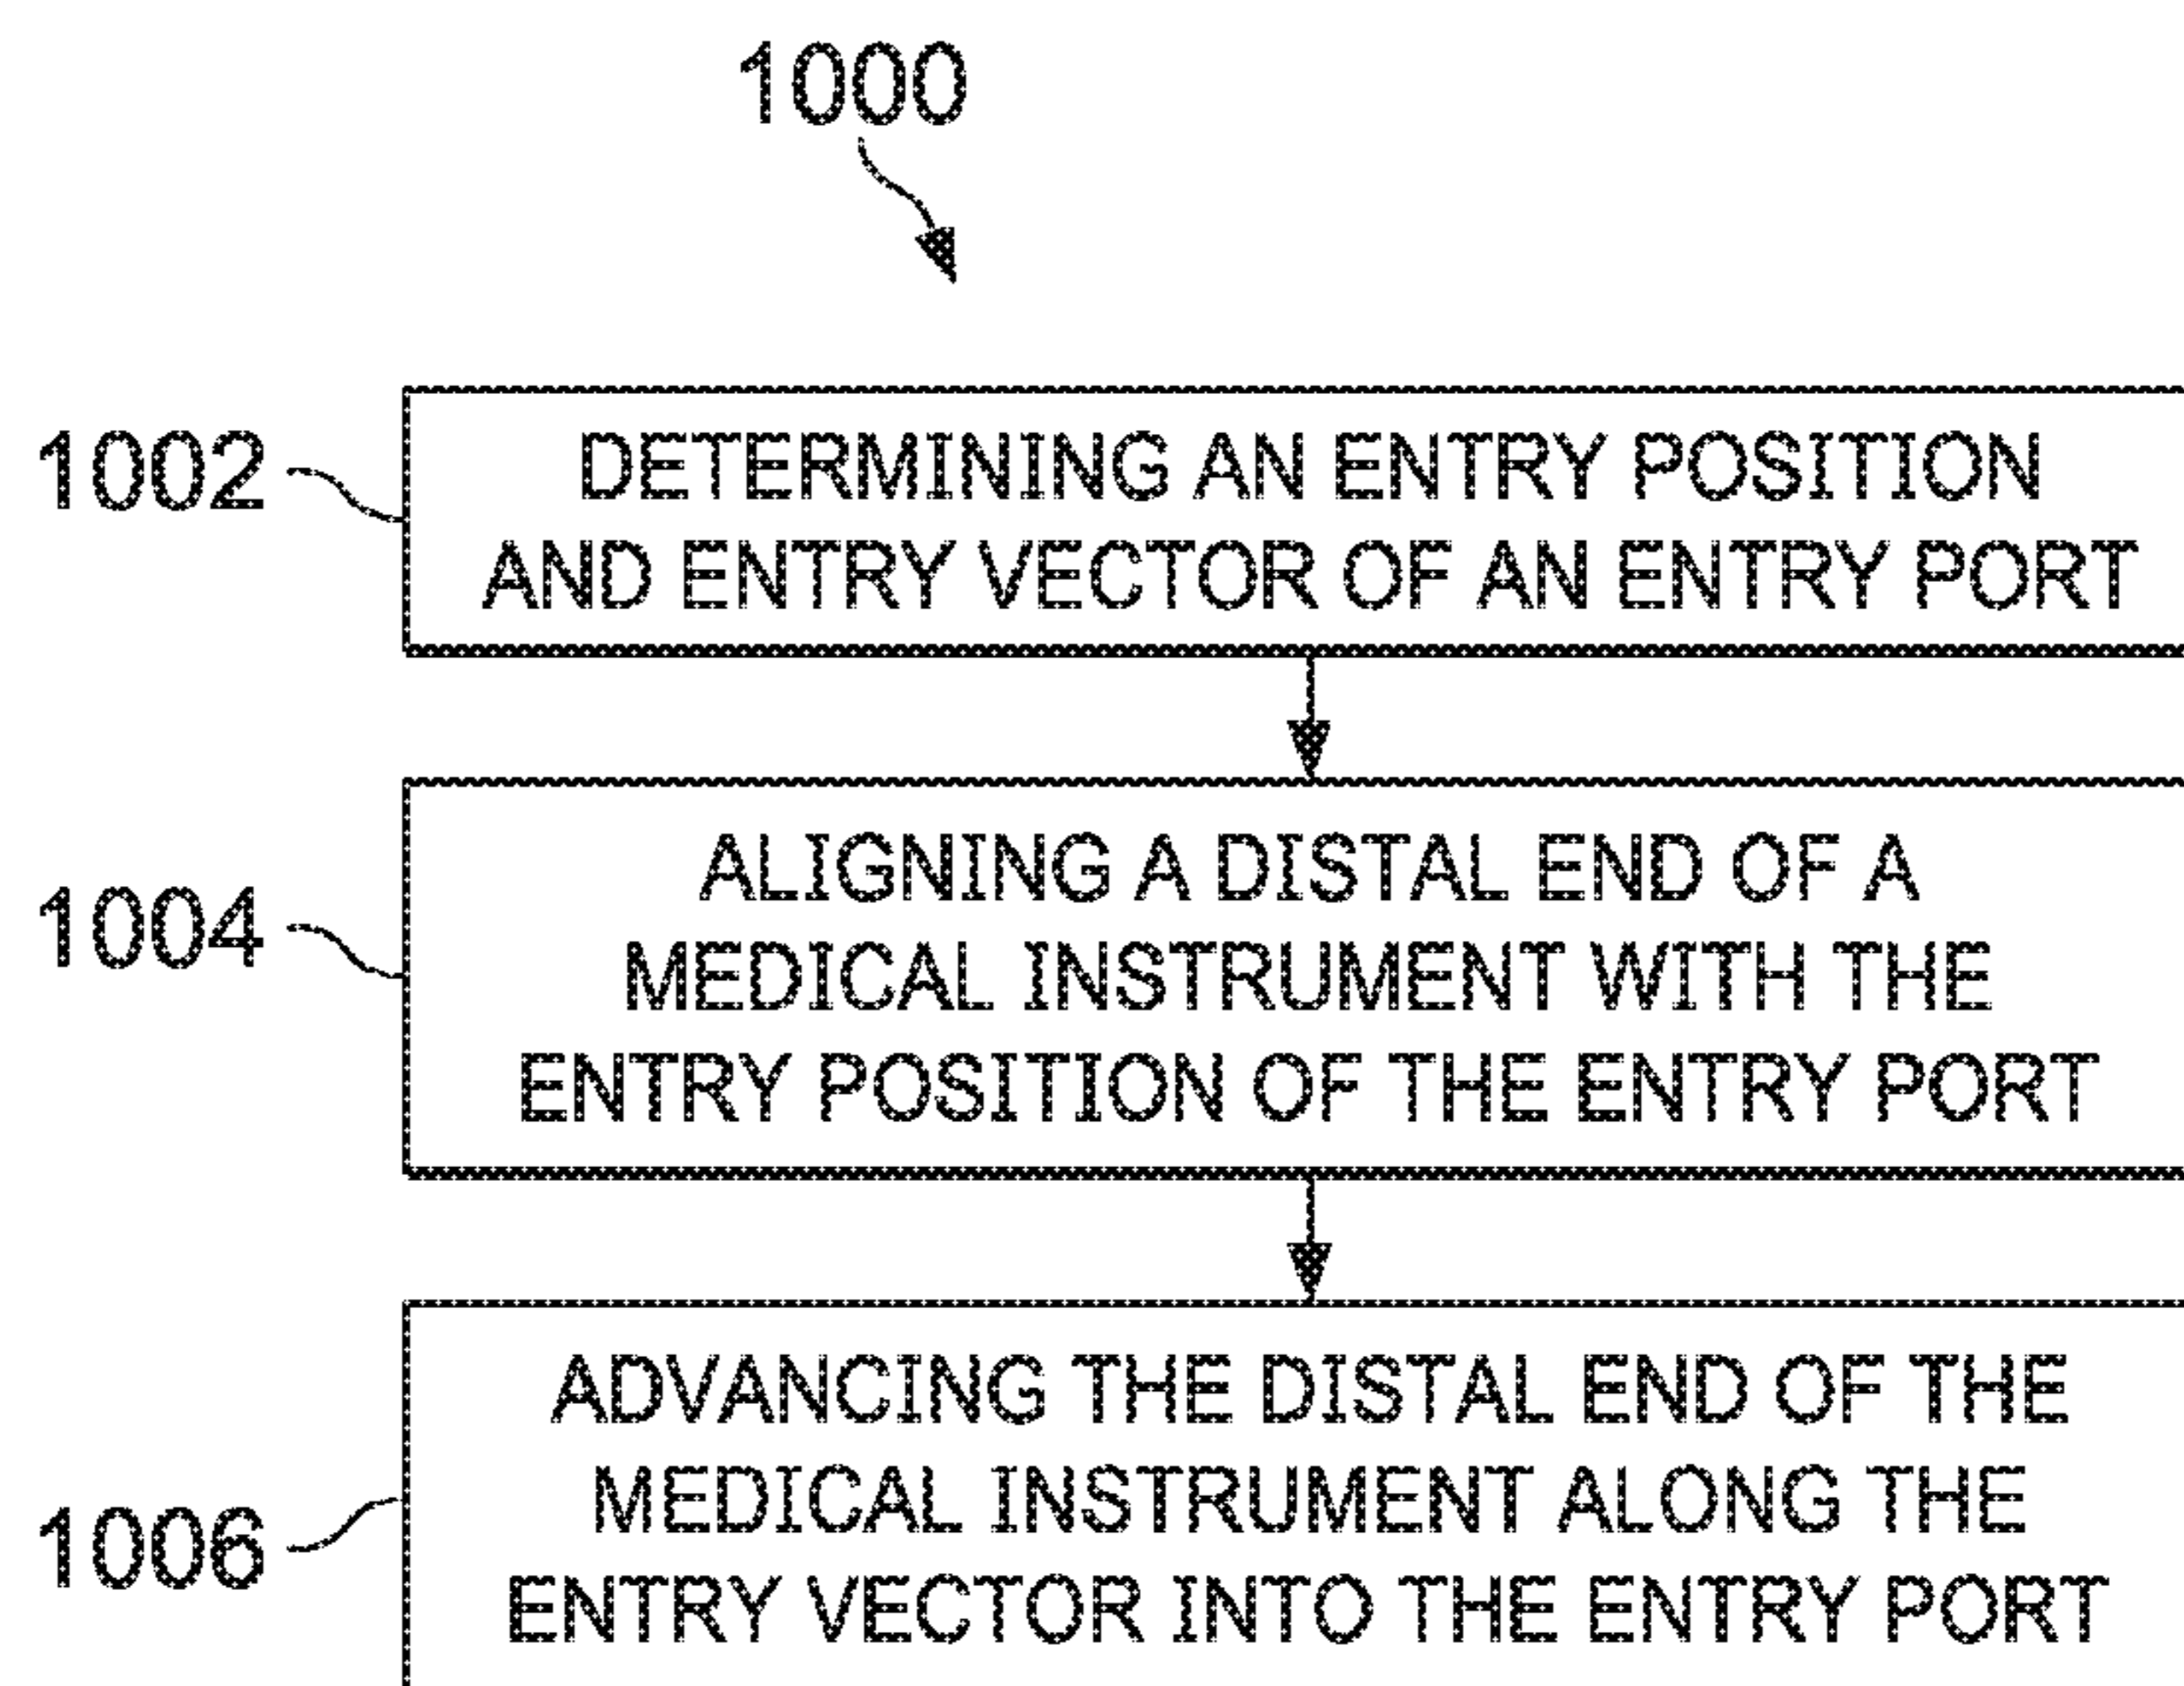 1000
1002
DETERMINING AN ENTRY POSITION
AND ENTRY VECTOR OF AN ENTRY PORT
1004
ALIGNING A DISTAL END OF A
MEDICAL INSTRUMENT WITH THE
ENTRY POSITION OF THE ENTRY PORT
1006
ADVANCING THE DISTAL END OF THE
MEDICAL INSTRUMENT ALONG THE
ENTRY VECTOR INTO THE ENTRY PORT